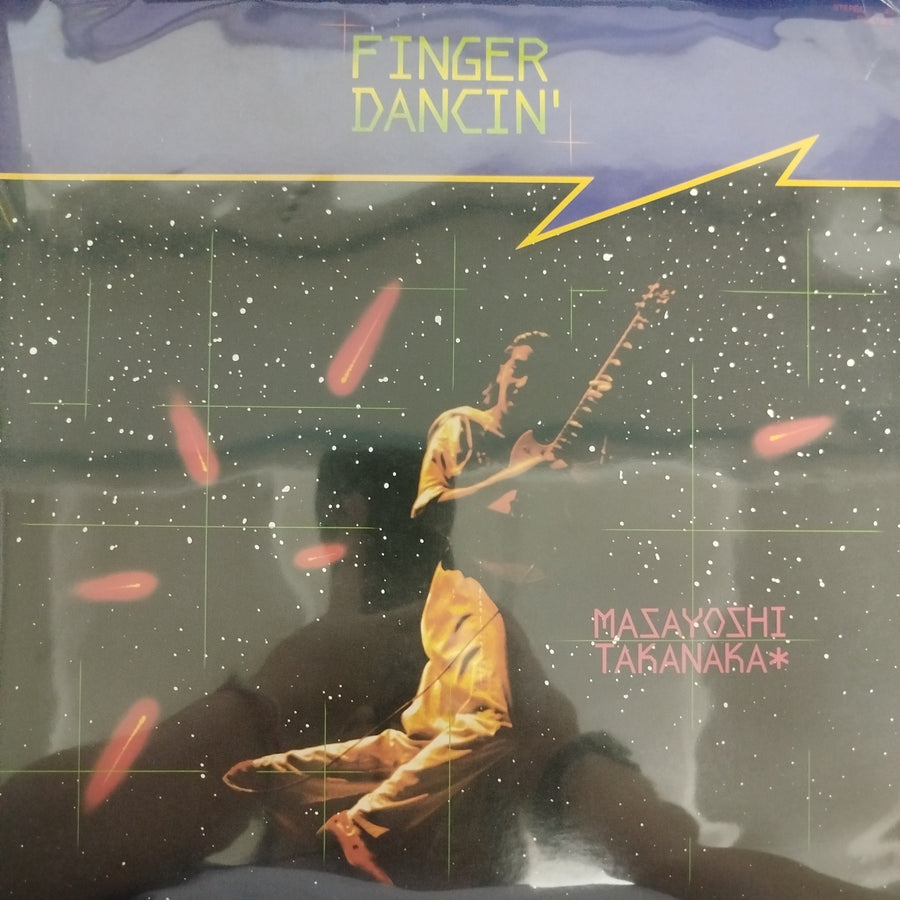 FINGER
DANCIN'
MASAYOSHI
TAKANAKA*